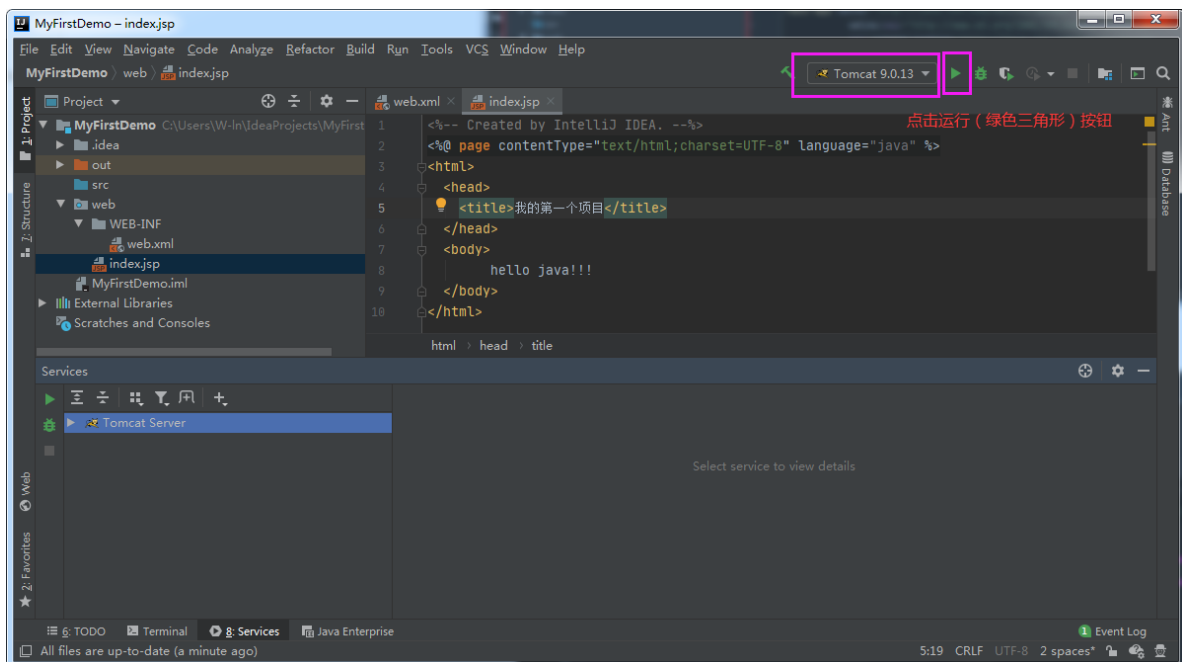 MyFirstDemo – index.jsp
File Edit View Navigate Code Analyze Refactor Build Run Tools VCS Window Help
MyFirstDemo web index.jsp
Tomcat 9.0.13
Project
web.xml
index.jsp
点击运行（绿色三角形）按钮
MyFirstDemo C:\Users\W-ln\IdeaProjects\MyFirst
.idea
out
src
web
WEB-INF
web.xml
index.jsp
MyFirstDemo.iml
External Libraries
Scratches and Consoles
1 <%-- Created by IntelliJ IDEA. --%>
2 <%@ page contentType="text/html;charset=UTF-8" language="java" %>
3 <html>
4 <head>
5 <title>我的第一个项目</title>
6 </head>
7 <body>
8 hello java!!!
9 </body>
10 </html>
html > head > title
1: Project
7: Structure
Web
2: Favorites
Ant
Database
Services
Tomcat Server
Select service to view details
6: TODO Terminal 8: Services Java Enterprise
1 Event Log
All files are up-to-date (a minute ago)
5:19 CRLF UTF-8 2 spaces*